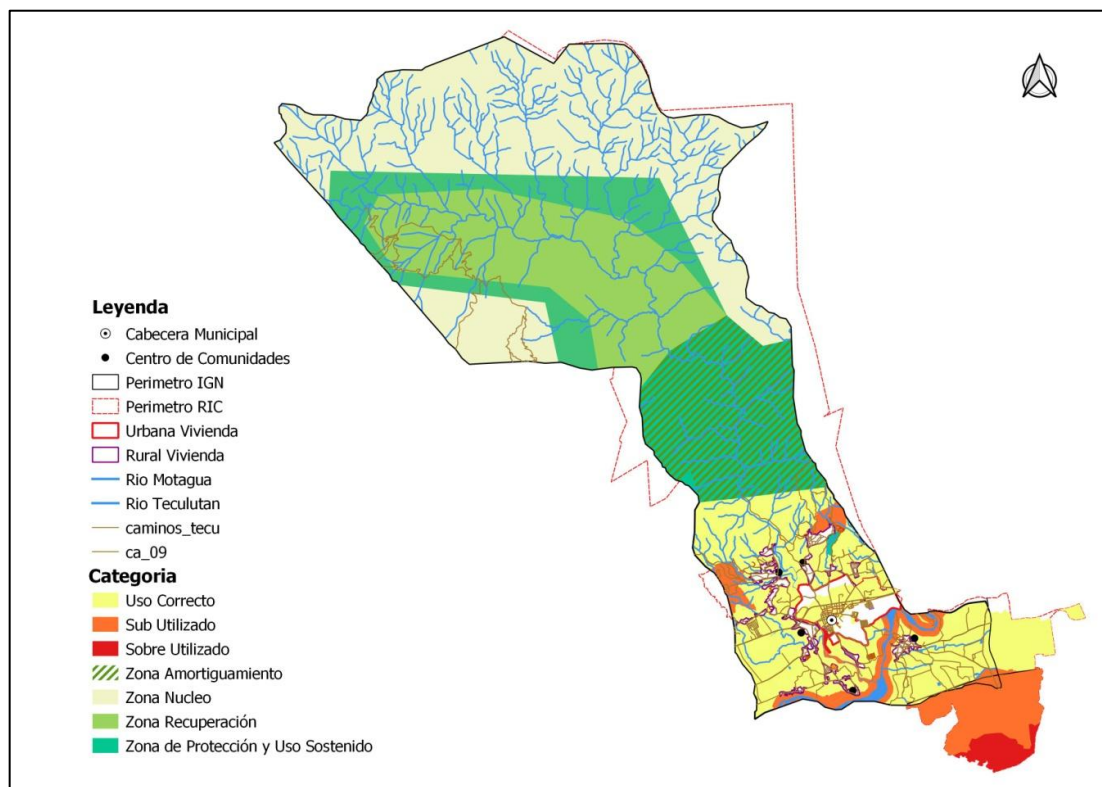 Leyenda
Cabecera Municipal
Centro de Comunidades
Perimetro IGN
Perimetro RIC
Urbana Vivienda
Rural Vivienda
Rio Motagua
Rio Teculutan
caminos_tecu
ca_09
Categoria
Uso Correcto
Sub Utilizado
Sobre Utilizado
Zona Amortiguamiento
Zona Nucleo
Zona Recuperación
Zona de Protección y Uso Sostenido